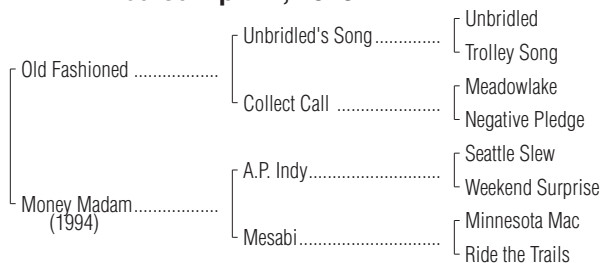 Unbridled
Unbridled's Song..............
Trolley Song
Old Fashioned ..................
Meadowlake
Collect Call ......................
Negative Pledge
Seattle Slew
A.P. Indy............................
Weekend Surprise
Money Madam..................
(1994)
Minnesota Mac
Mesabi..............................
Ride the Trails